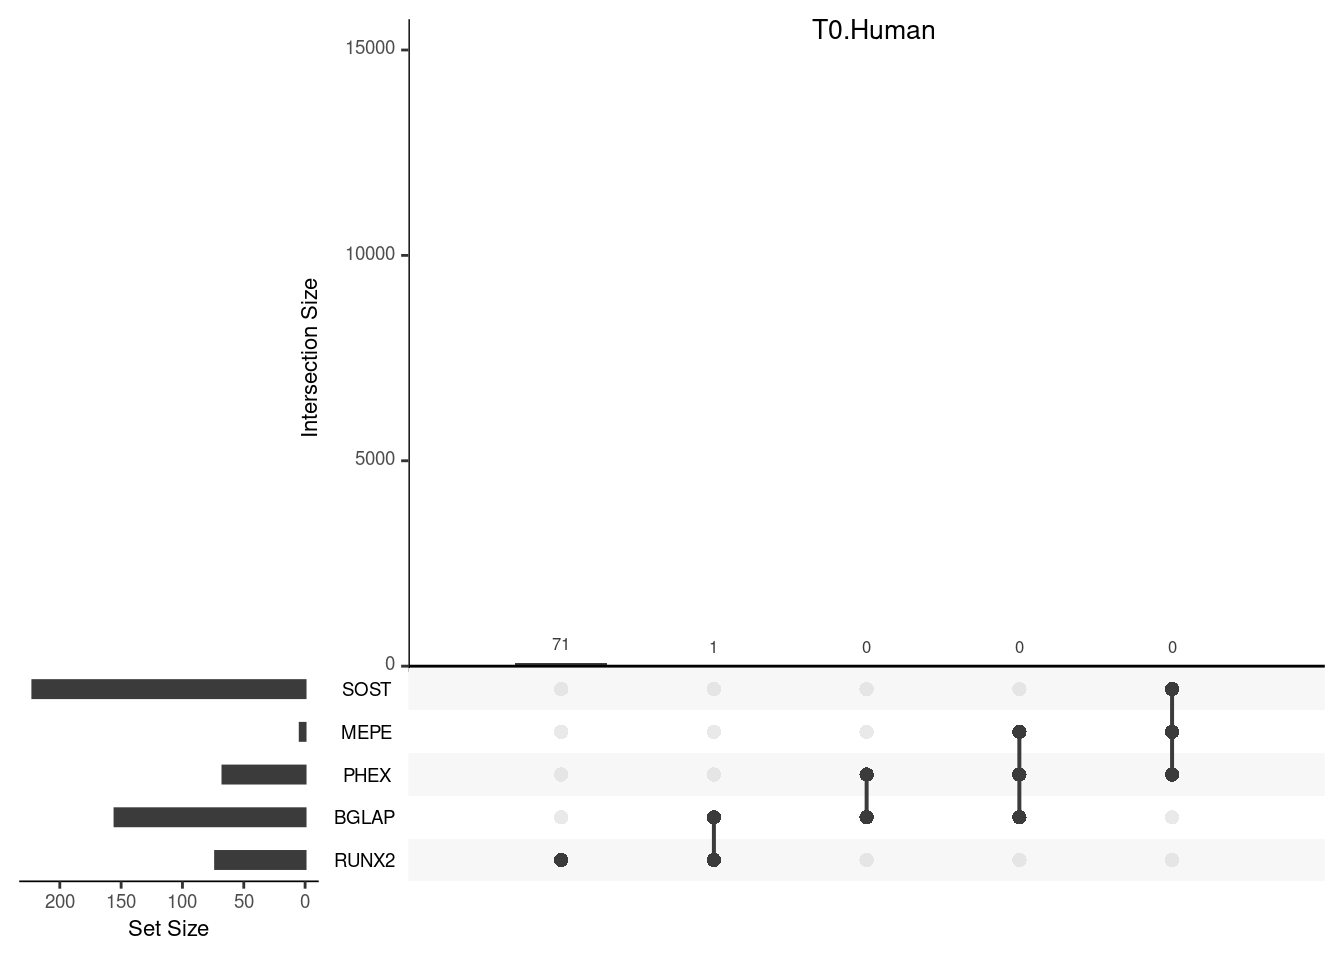 T0.Human
15000
10000
5000
0
Intersection Size
71 1 0 0 0
SOST
MEPE
PHEX
BGLAP
RUNX2
200 150 100 50 0
Set Size